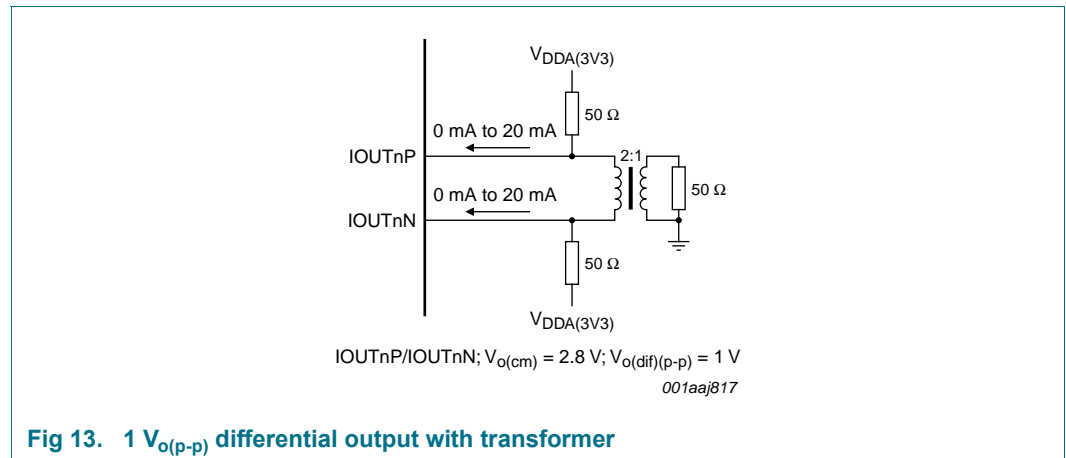 VDDA(3V3)
50 Ω
0 mA to 20 mA
IOUTnP
2:1
50 Ω
0 mA to 20 mA
IOUTnN
50 Ω
VDDA(3V3)
IOUTnP/IOUTnN; Vo(cm) = 2.8 V; Vo(dif)(p-p) = 1 V
001aaj817
Fig 13. 1 Vo(p-p) differential output with transformer